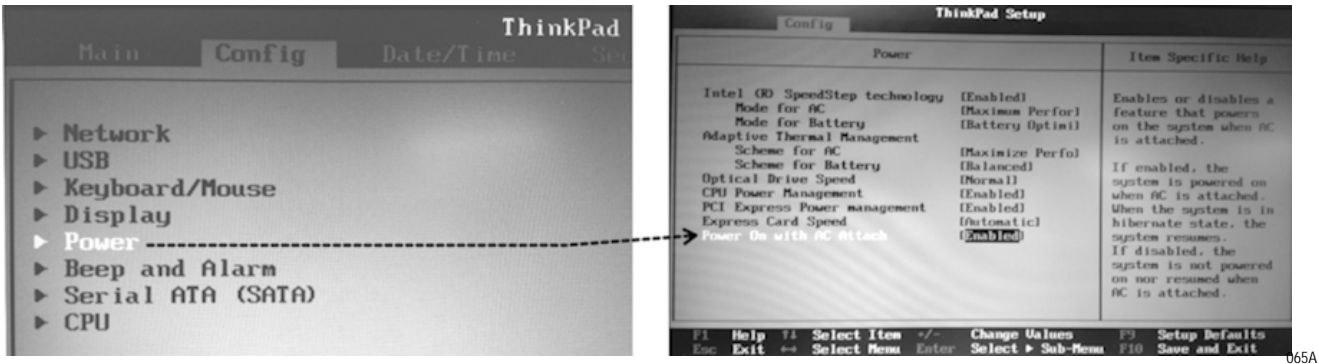 ThinkPad
Main Config Date/Time Sec
Network
USB
Keyboard/Mouse
Display
Power
Beep and Alarm
Serial ATA (SATA)
CPU
ThinkPad Setup
Config
Power
Item Specific Help
Intel (R) SpeedStep technology [Enabled]
Mode for AC [Maximum Perfor]
Mode for Battery [Battery Optimi]
Adaptive Thermal Management
Scheme for AC [Maximize Perfo]
Scheme for Battery [Balanced]
Optical Drive Speed [Normal]
CPU Power Management [Enabled]
PCI Express Power management [Enabled]
Express Card Speed [Automatic]
Power On with AC Attach [Enabled]
Enables or disables a
feature that powers
on the system when AC
is attached.
If enabled, the
system is powered on
when AC is attached.
When the system is in
hibernate state, the
system resumes.
If disabled, the
system is not powered
on nor resumed when
AC is attached.
F1 Help ↑↓ Select Item -/- Change Values F9 Setup Defaults
Esc Exit ↔ Select Menu Enter Select ▶ Sub-Menu F10 Save and Exit
065A